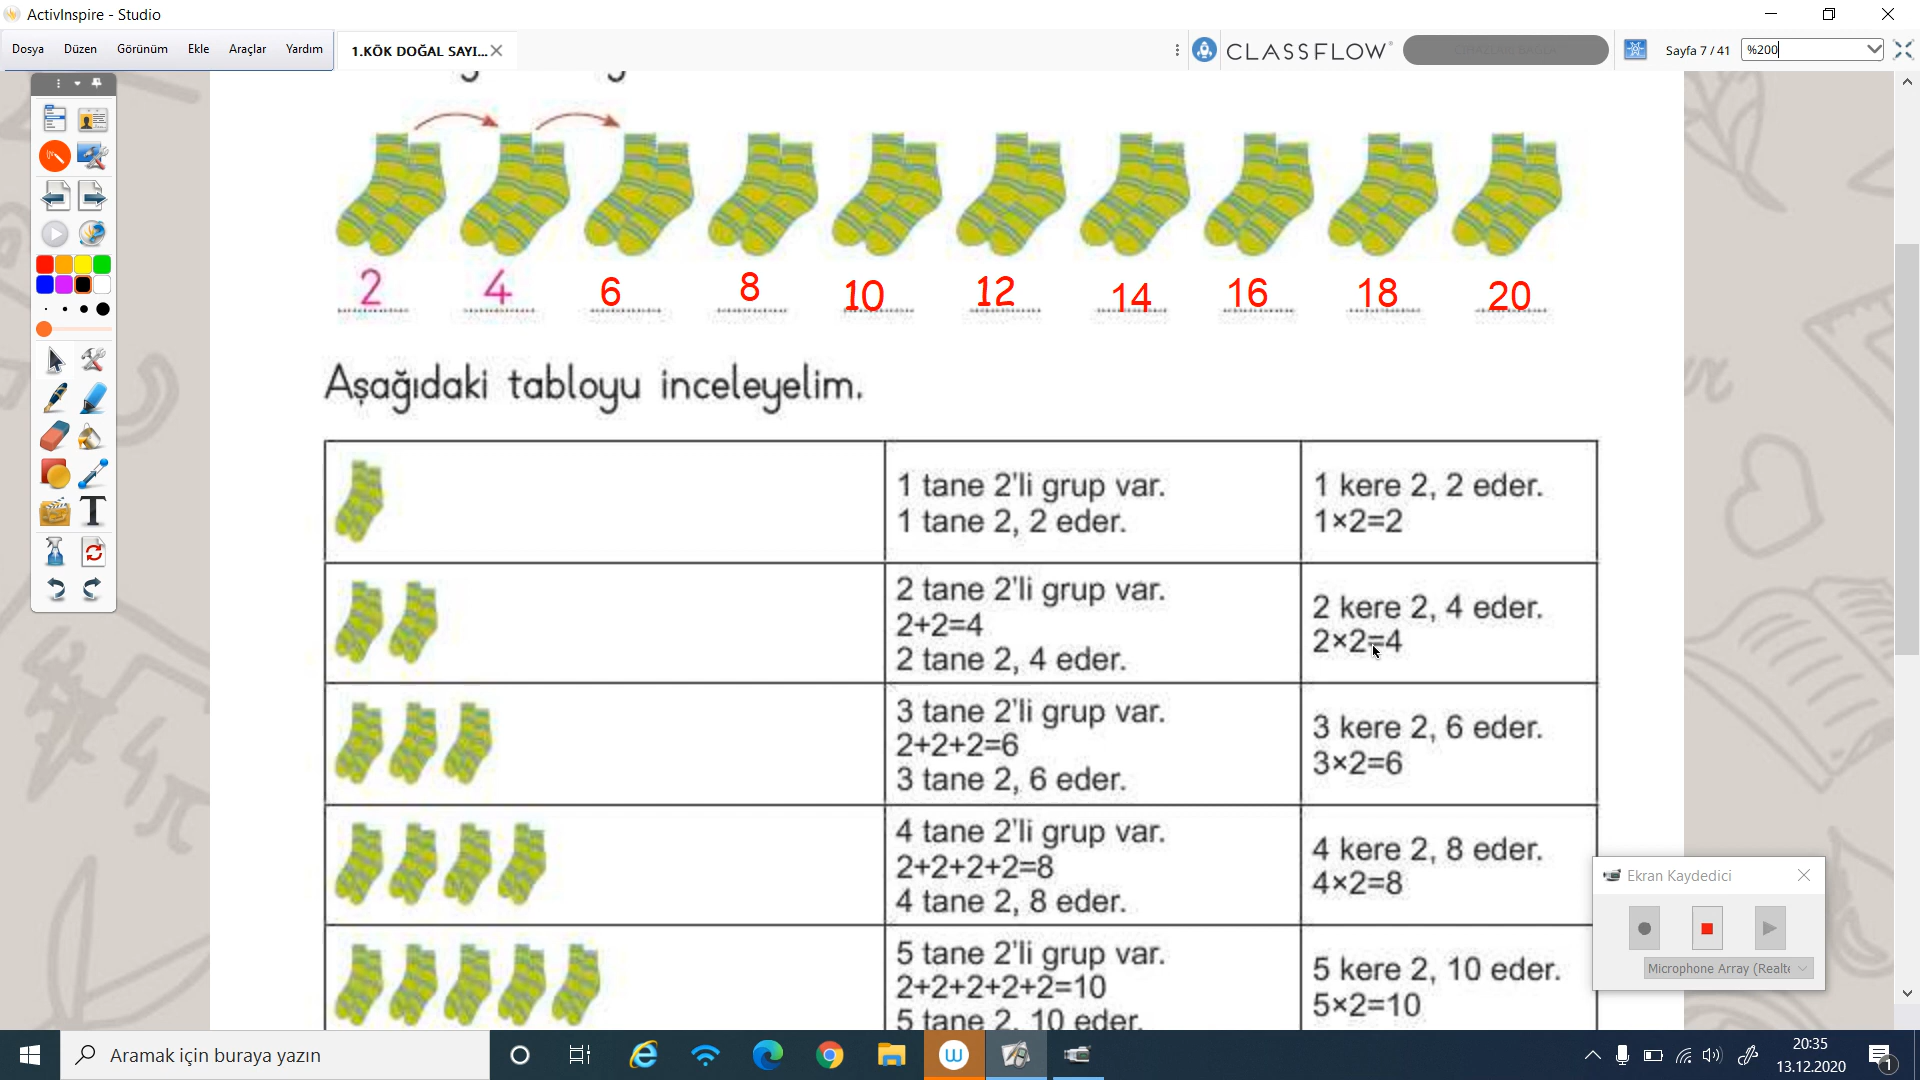 ActivInspire - Studio
Dosya Düzen Görünüm Ekle Araçlar Yardım
1.KÖK DOĞAL SAYI...
CLASSFLOW
Sayfa 7 / 41
%200
2 4 6 8 10 12 14 16 18 20
Aşağıdaki tabloyu inceleyelim.
1 tane 2'li grup var.
1 tane 2, 2 eder.
1 kere 2, 2 eder.
1×2=2
2 tane 2'li grup var.
2+2=4
2 tane 2, 4 eder.
2 kere 2, 4 eder.
2×2=4
3 tane 2'li grup var.
2+2+2=6
3 tane 2, 6 eder.
3 kere 2, 6 eder.
3×2=6
4 tane 2'li grup var.
2+2+2+2=8
4 tane 2, 8 eder.
4 kere 2, 8 eder.
4×2=8
5 tane 2'li grup var.
2+2+2+2+2=10
5 tane 2, 10 eder.
5 kere 2, 10 eder.
5×2=10
Ekran Kaydedici
Microphone Array (Realte
Aramak için buraya yazın
20:35
13.12.2020
1